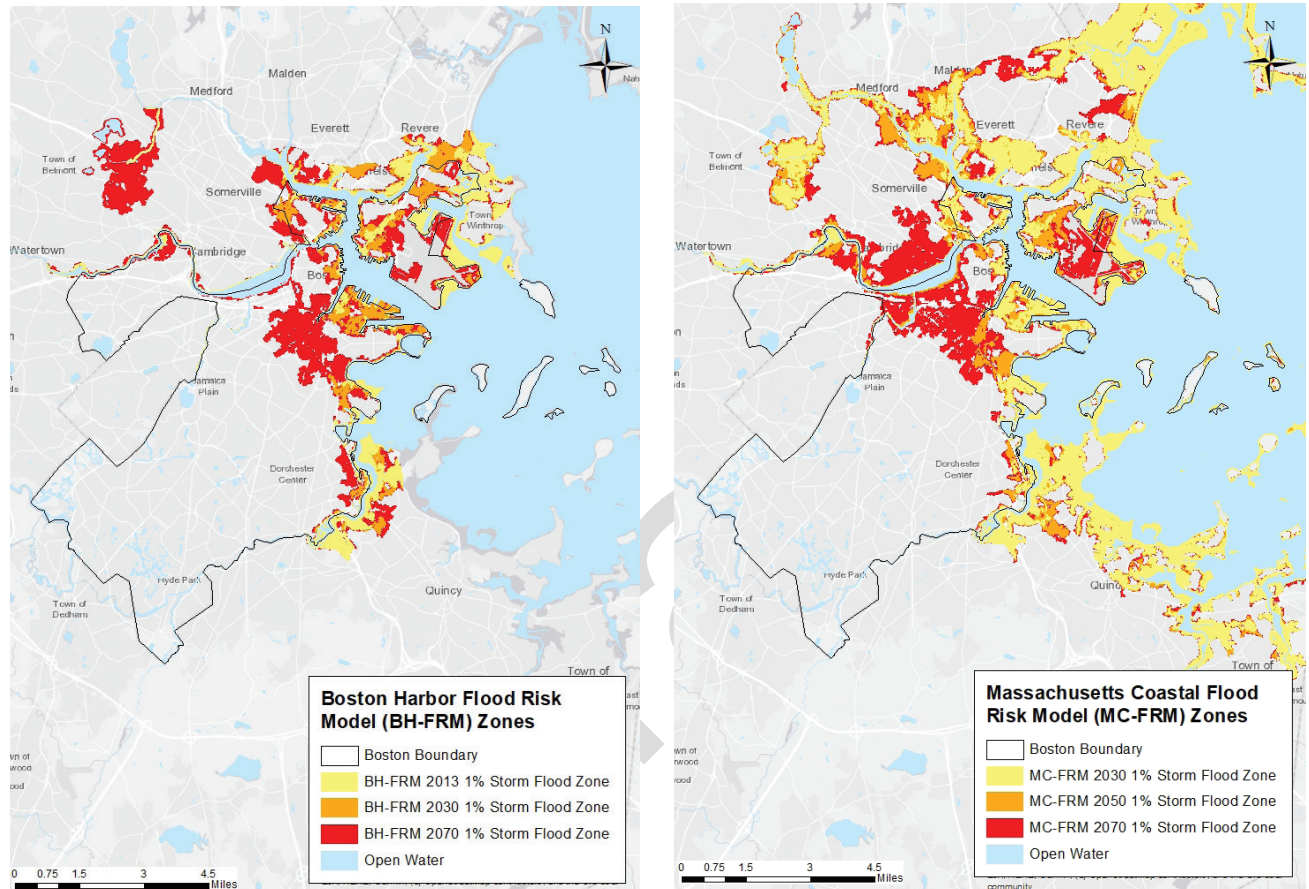 N
Malden
Medford
Everett
Revere
Town of
Belmont
Somerville
Town
Winthrop
Watertown
Cambridge
Jamaica
Plain
Dorchester
Center
Hyde Park
Town of
Dedham
Quincy
Town of
Boston Harbor Flood Risk
Model (BH-FRM) Zones
Boston Boundary
BH-FRM 2013 1% Storm Flood Zone
BH-FRM 2030 1% Storm Flood Zone
BH-FRM 2070 1% Storm Flood Zone
Open Water
0 0.75 1.5 3 4.5
Miles
N
Medford
Everett
Revere
Town of
Belmont
Somerville
Town
Winthrop
Watertown
Jamaica
Plain
Dorchester
Center
Hyde Park
Town of
Dedham
Town of
Massachusetts Coastal Flood
Risk Model (MC-FRM) Zones
Boston Boundary
MC-FRM 2030 1% Storm Flood Zone
MC-FRM 2050 1% Storm Flood Zone
MC-FRM 2070 1% Storm Flood Zone
Open Water
0 0.75 1.5 3 4.5
Miles
community